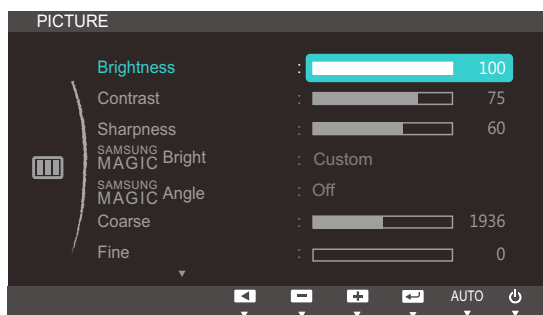 PICTURE
Brightness : 100
Contrast : 75
Sharpness : 60
SAMSUNG MAGIC Bright : Custom
SAMSUNG MAGIC Angle : Off
Coarse : 1936
Fine : 0
AUTO